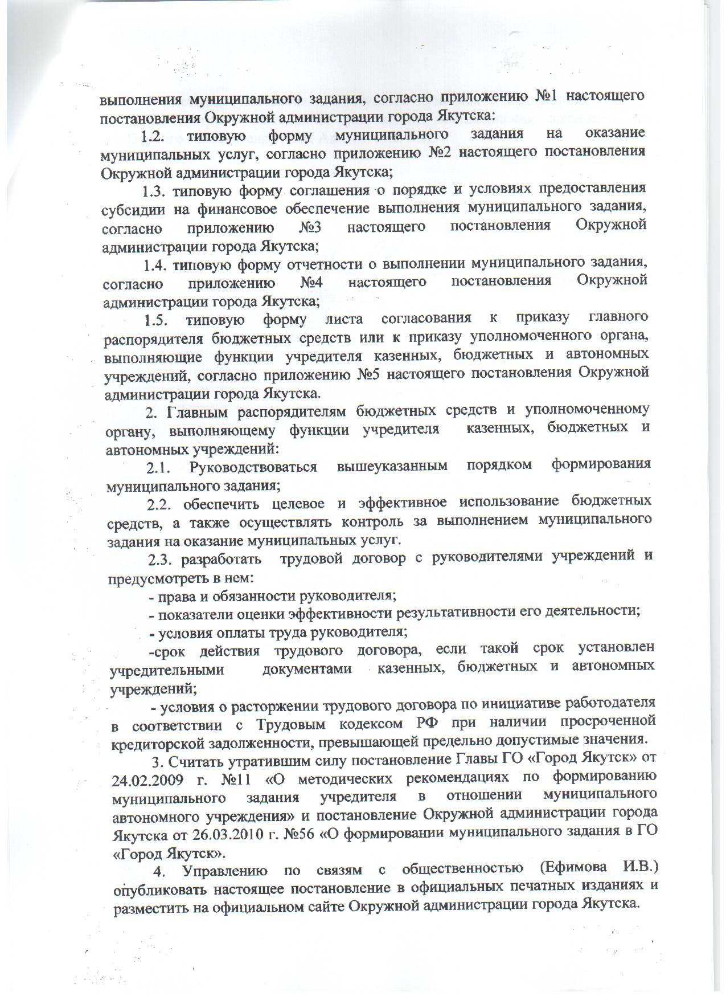 выполнения муниципального задания, согласно приложению №1 настоящего
постановления Окружной администрации города Якутска:
1.2. типовую форму муниципального задания на оказание
муниципальных услуг, согласно приложению №2 настоящего постановления
Окружной администрации города Якутска;
1.3. типовую форму соглашения о порядке и условиях предоставления
субсидии на финансовое обеспечение выполнения муниципального задания,
согласно приложению №3 настоящего постановления Окружной
администрации города Якутска;
1.4. типовую форму отчетности о выполнении муниципального задания,
согласно приложению №4 настоящего постановления Окружной
администрации города Якутска;
1.5. типовую форму листа согласования к приказу главного
распорядителя бюджетных средств или к приказу уполномоченного органа,
выполняющие функции учредителя казенных, бюджетных и автономных
учреждений, согласно приложению №5 настоящего постановления Окружной
администрации города Якутска.
2. Главным распорядителям бюджетных средств и уполномоченному
органу, выполняющему функции учредителя казенных, бюджетных и
автономных учреждений:
2.1. Руководствоваться вышеуказанным порядком формирования
муниципального задания;
2.2. обеспечить целевое и эффективное использование бюджетных
средств, а также осуществлять контроль за выполнением муниципального
задания на оказание муниципальных услуг.
2.3. разработать трудовой договор с руководителями учреждений и
предусмотреть в нем:
- права и обязанности руководителя;
- показатели оценки эффективности результативности его деятельности;
- условия оплаты труда руководителя;
-срок действия трудового договора, если такой срок установлен
учредительными документами казенных, бюджетных и автономных
учреждений;
- условия о расторжении трудового договора по инициативе работодателя
в соответствии с Трудовым кодексом РФ при наличии просроченной
кредиторской задолженности, превышающей предельно допустимые значения.
3. Считать утратившим силу постановление Главы ГО «Город Якутск» от
24.02.2009 г. №11 «О методических рекомендациях по формированию
муниципального задания учредителя в отношении муниципального
автономного учреждения» и постановление Окружной администрации города
Якутска от 26.03.2010 г. №56 «О формировании муниципального задания в ГО
«Город Якутск».
4. Управлению по связям с общественностью (Ефимова И.В.)
опубликовать настоящее постановление в официальных печатных изданиях и
разместить на официальном сайте Окружной администрации города Якутска.